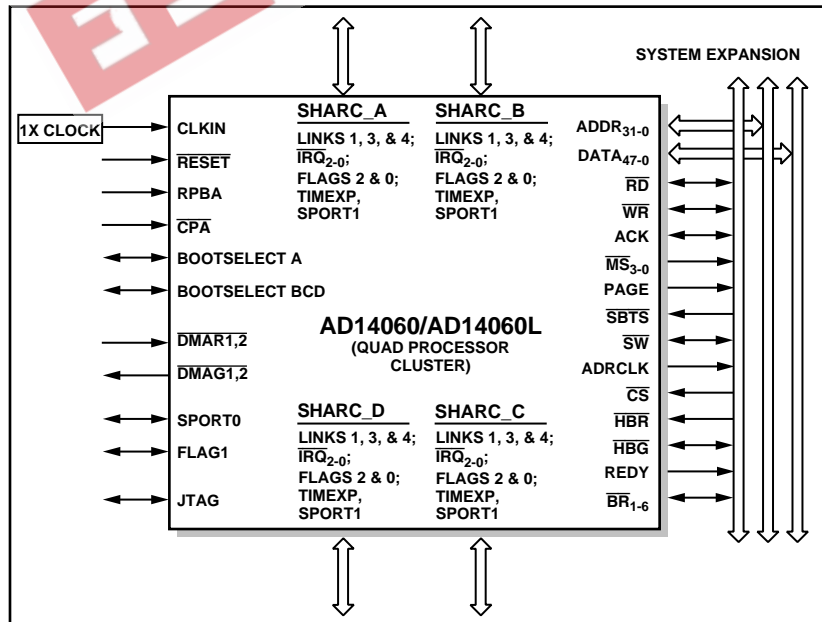 SYSTEM EXPANSION
1X CLOCK
CLKIN
RESET
RPBA
CPA
BOOTSELECT A
BOOTSELECT BCD
DMAR1,2
DMAG1,2
SPORT0
FLAG1
JTAG
SHARC_A
LINKS 1, 3, & 4;
IRQ2-0;
FLAGS 2 & 0;
TIMEXP,
SPORT1
SHARC_B
LINKS 1, 3, & 4;
IRQ2-0;
FLAGS 2 & 0;
TIMEXP,
SPORT1
AD14060/AD14060L
(QUAD PROCESSOR
CLUSTER)
SHARC_D
LINKS 1, 3, & 4;
IRQ2-0;
FLAGS 2 & 0;
TIMEXP,
SPORT1
SHARC_C
LINKS 1, 3, & 4;
IRQ2-0;
FLAGS 2 & 0;
TIMEXP,
SPORT1
ADDR31-0
DATA47-0
RD
WR
ACK
MS3-0
PAGE
SBTS
SW
ADRCLK
CS
HBR
HBG
REDY
BR1-6